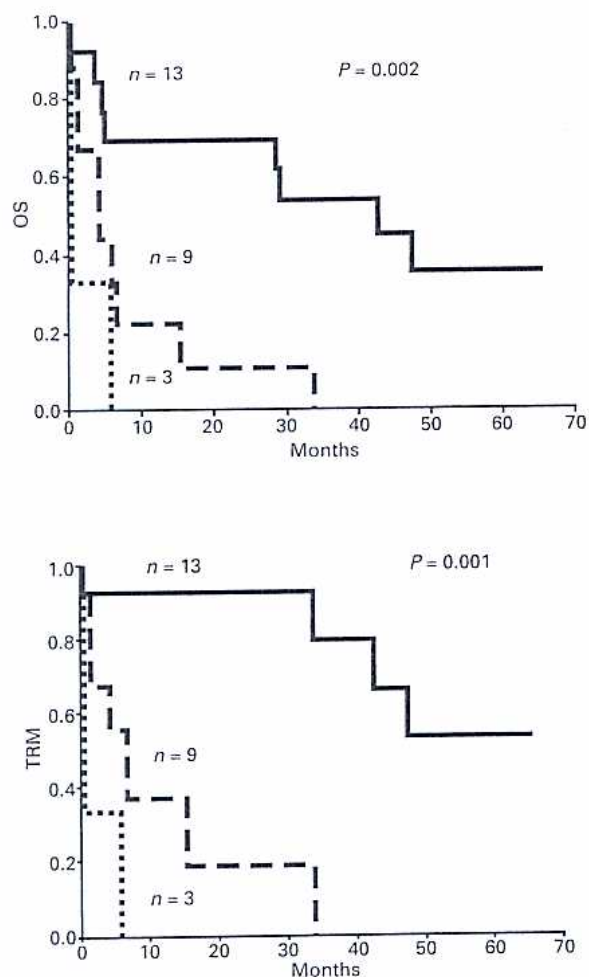 1.0
n = 13
P = 0.002
0.8
0.6
OS
n = 9
0.4
0.2
n = 3
0.0
0 10 20 30 40 50 60 70
Months
1.0
n = 13
P = 0.001
0.8
0.6
TRM
n = 9
0.4
0.2
n = 3
0.0
0 10 20 30 40 50 60 70
Months